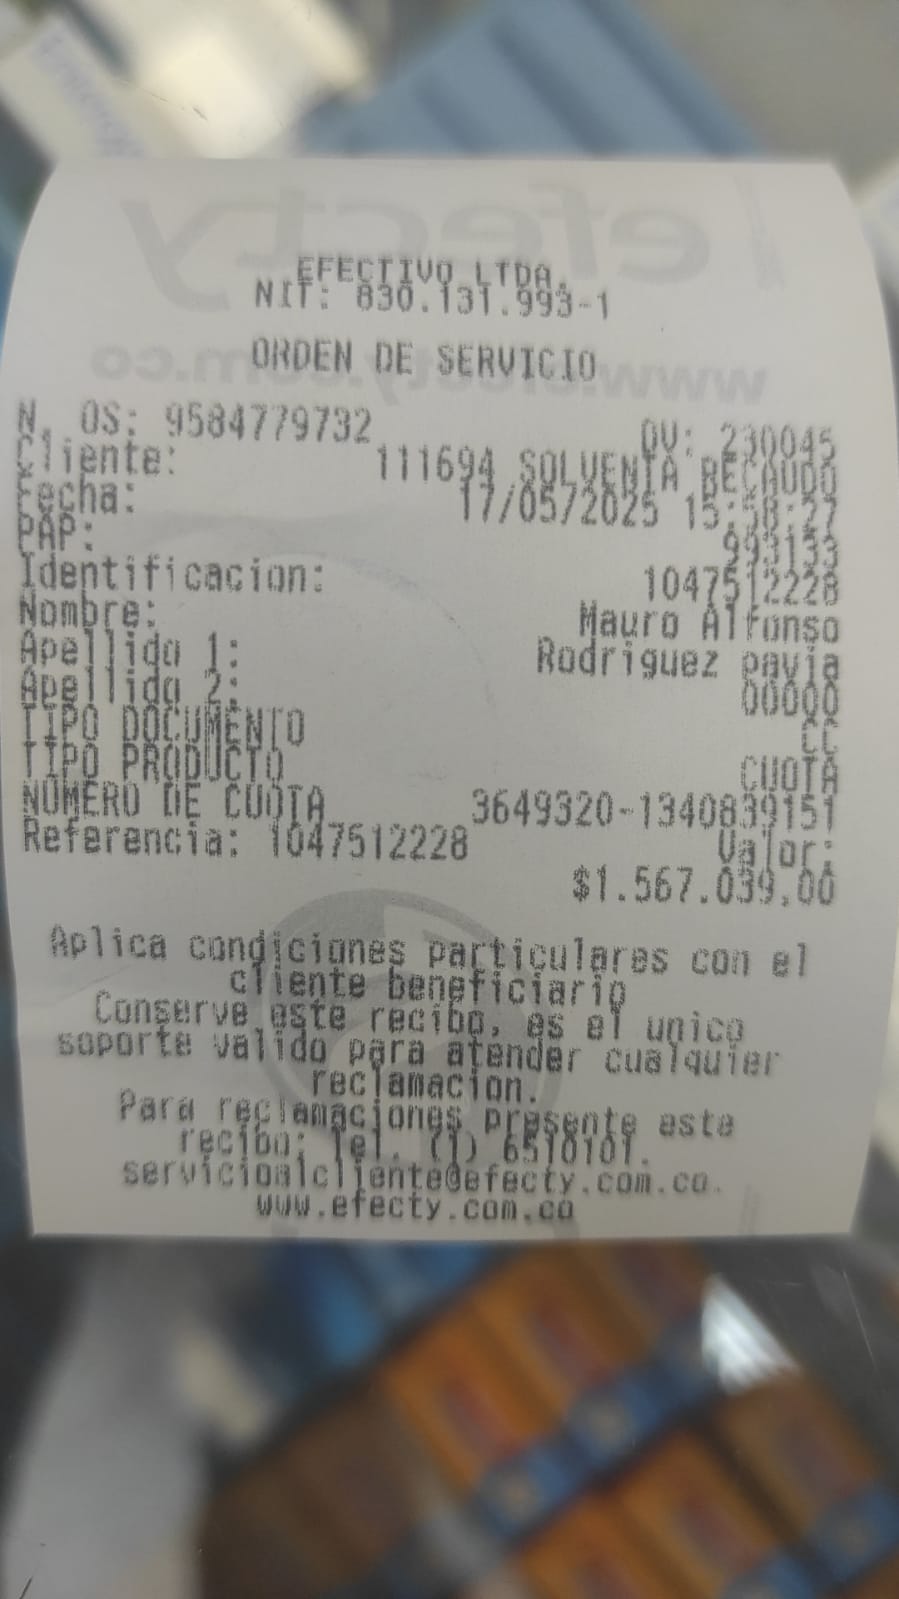 EFECTIVO LTDA.
NIT: 830.131.993-1
ORDEN DE SERVICIO
N. OS: 9584779732 DV: 230045
Cliente: 111694 SOLVENTA RECAUDO
Fecha: 17/05/2025 15:58:27
PAP: 993133
Identificacion: 1047512228
Nombre: Mauro Alfonso
Apellido 1: Rodriguez pavia
Apellido 2: 00000
TIPO DOCUMENTO CC
TIPO PRODUCTO CUOTA
NUMERO DE CUOTA 3649320-1340839151
Referencia: 1047512228 Valor:
$1.567.039,00
Aplica condiciones particulares con el
cliente beneficiario
Conserve este recibo, es el unico
soporte valido para atender cualquier
reclamacion.
Para reclamaciones presente este
recibo: Tel. (1) 6510101.
servicioalcliente@efecty.com.co.
www.efecty.com.co